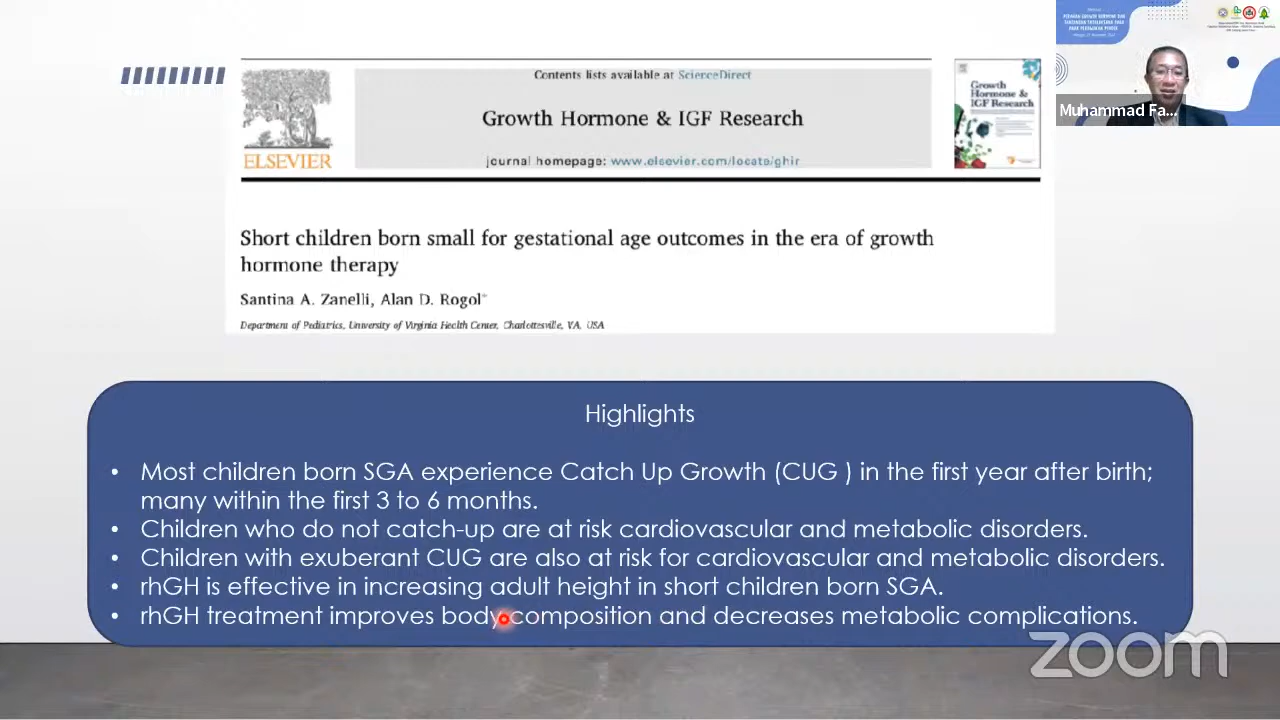 Contents lists available at ScienceDirect
Growth Hormone & IGF Research
journal homepage: www.elsevier.com/locate/ghir
ELSEVIER
Growth
Hormone &
IGF Research
Muhammad Fa...
Short children born small for gestational age outcomes in the era of growth
hormone therapy
Santina A. Zanelli, Alan D. Rogol*
Department of Pediatrics, University of Virginia Health Center, Charlottesville, VA, USA
Highlights
• Most children born SGA experience Catch Up Growth (CUG ) in the first year after birth;
many within the first 3 to 6 months.
• Children who do not catch-up are at risk cardiovascular and metabolic disorders.
• Children with exuberant CUG are also at risk for cardiovascular and metabolic disorders.
• rhGH is effective in increasing adult height in short children born SGA.
• rhGH treatment improves body composition and decreases metabolic complications.
zoom